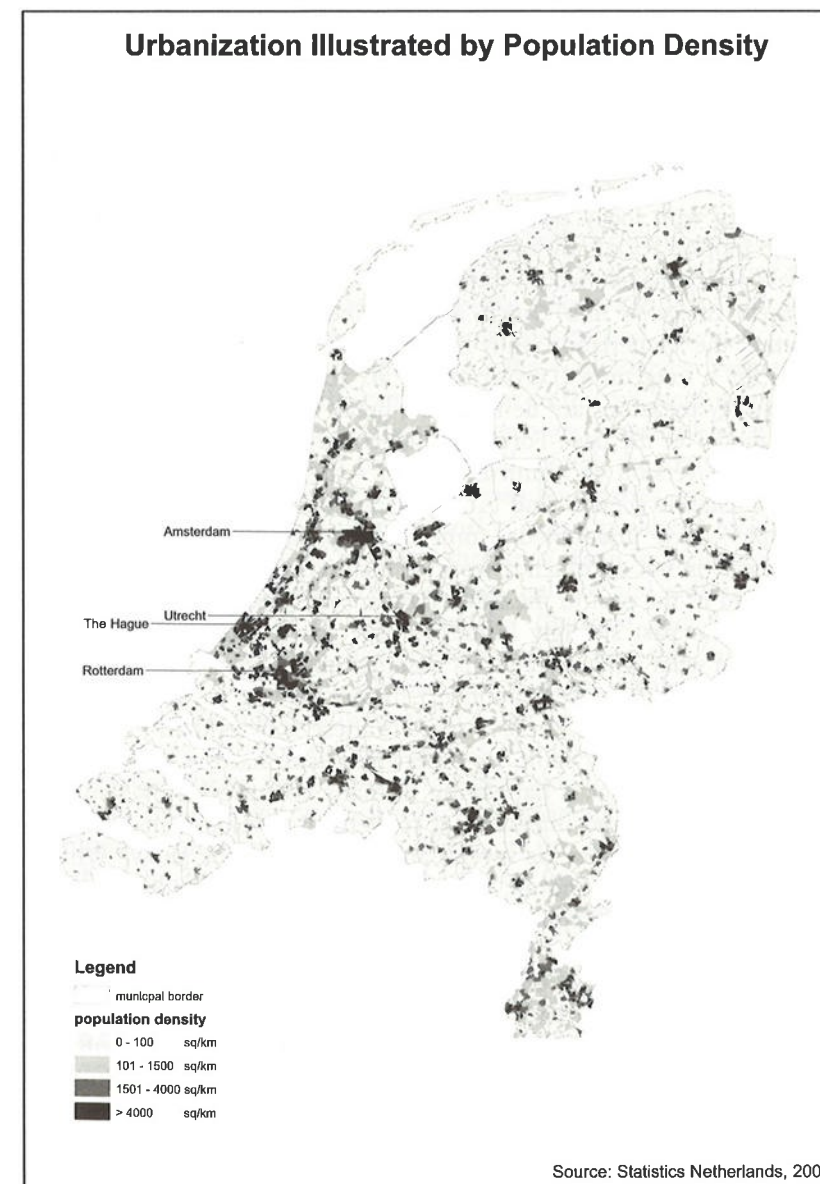 Urbanization Illustrated by Population Density
Amsterdam
Utrecht
The Hague
Rotterdam
Legend
municpal border
population density
0 - 100 sq/km
101 - 1500 sq/km
1501 - 4000 sq/km
> 4000 sq/km
Source: Statistics Netherlands, 200